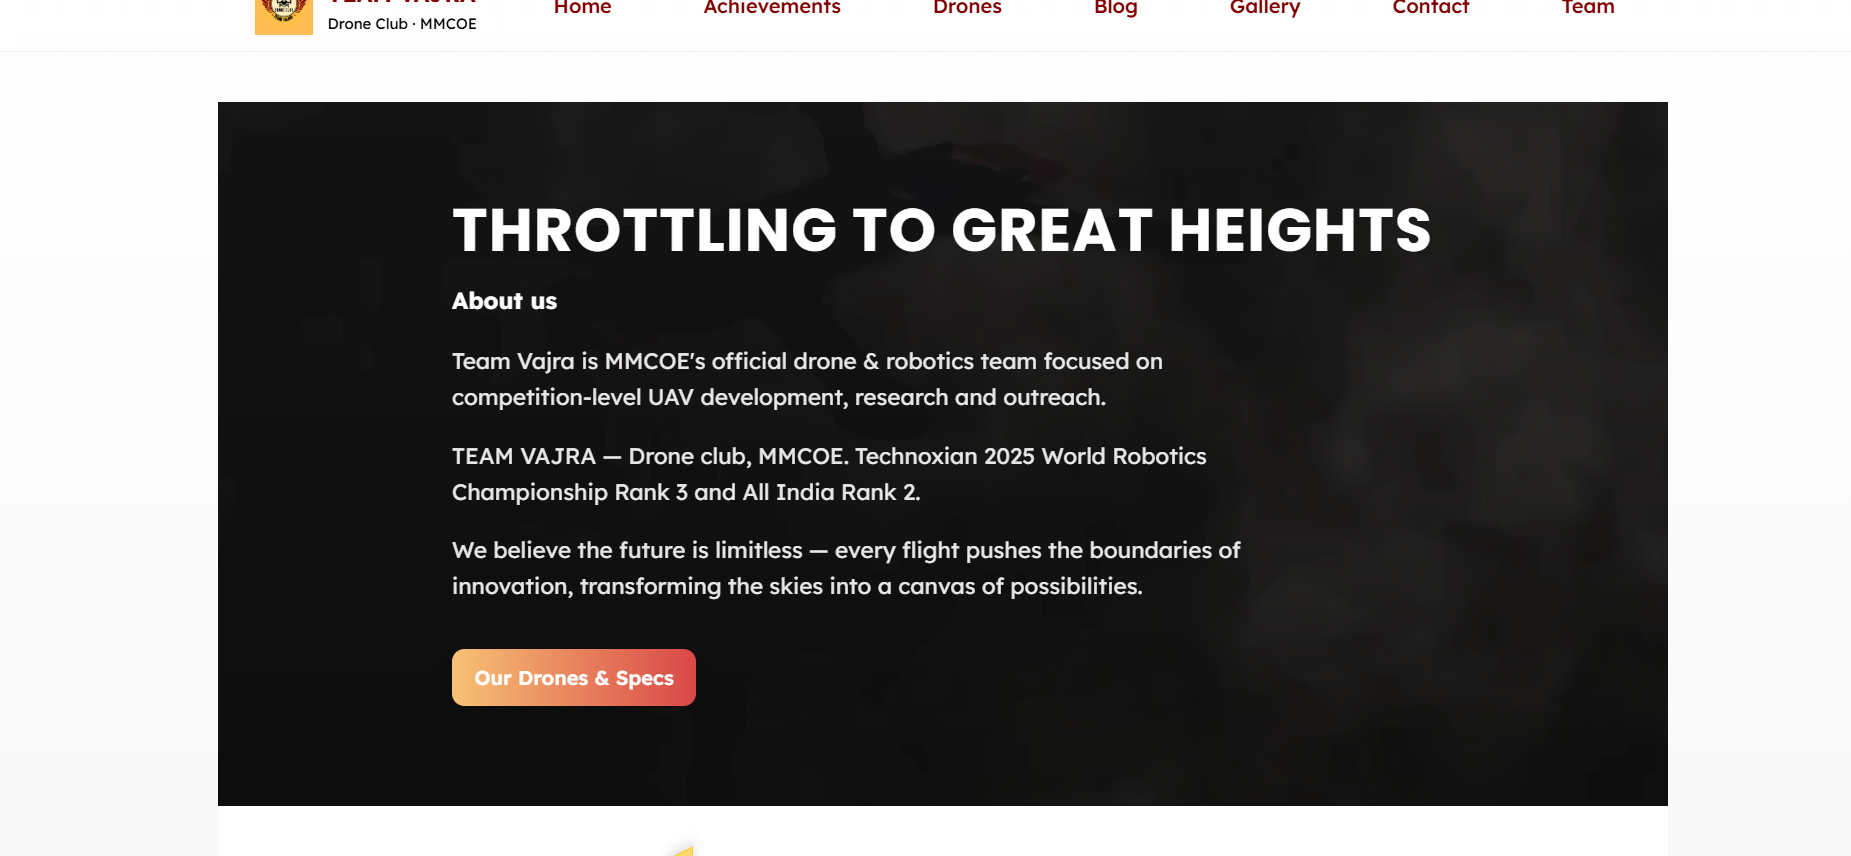 TEAM VAJRA
Drone Club · MMCOE
Home
Achievements
Drones
Blog
Gallery
Contact
Team
THROTTLING TO GREAT HEIGHTS
About us
Team Vajra is MMCOE's official drone & robotics team focused on
competition-level UAV development, research and outreach.
TEAM VAJRA — Drone club, MMCOE. Technoxian 2025 World Robotics
Championship Rank 3 and All India Rank 2.
We believe the future is limitless — every flight pushes the boundaries of
innovation, transforming the skies into a canvas of possibilities.
Our Drones & Specs